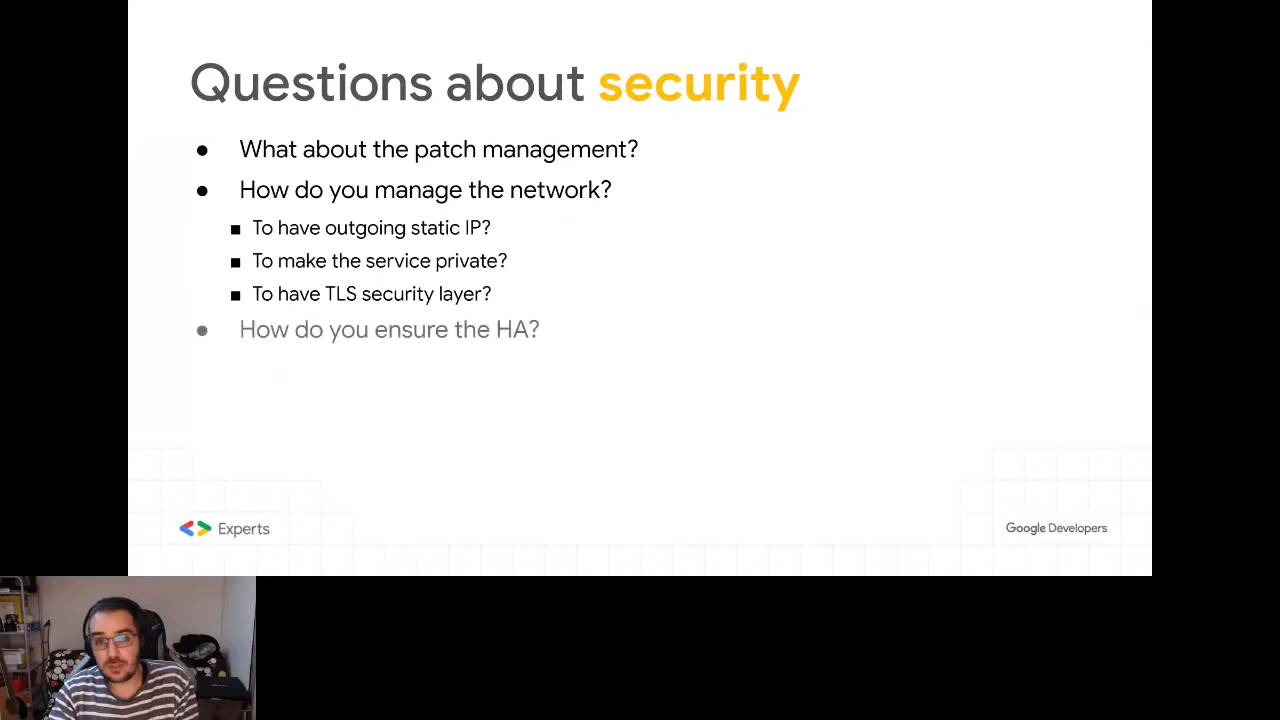 Questions about security
● What about the patch management?
● How do you manage the network?
■ To have outgoing static IP?
■ To make the service private?
■ To have TLS security layer?
● How do you ensure the HA?
Experts
Google Developers